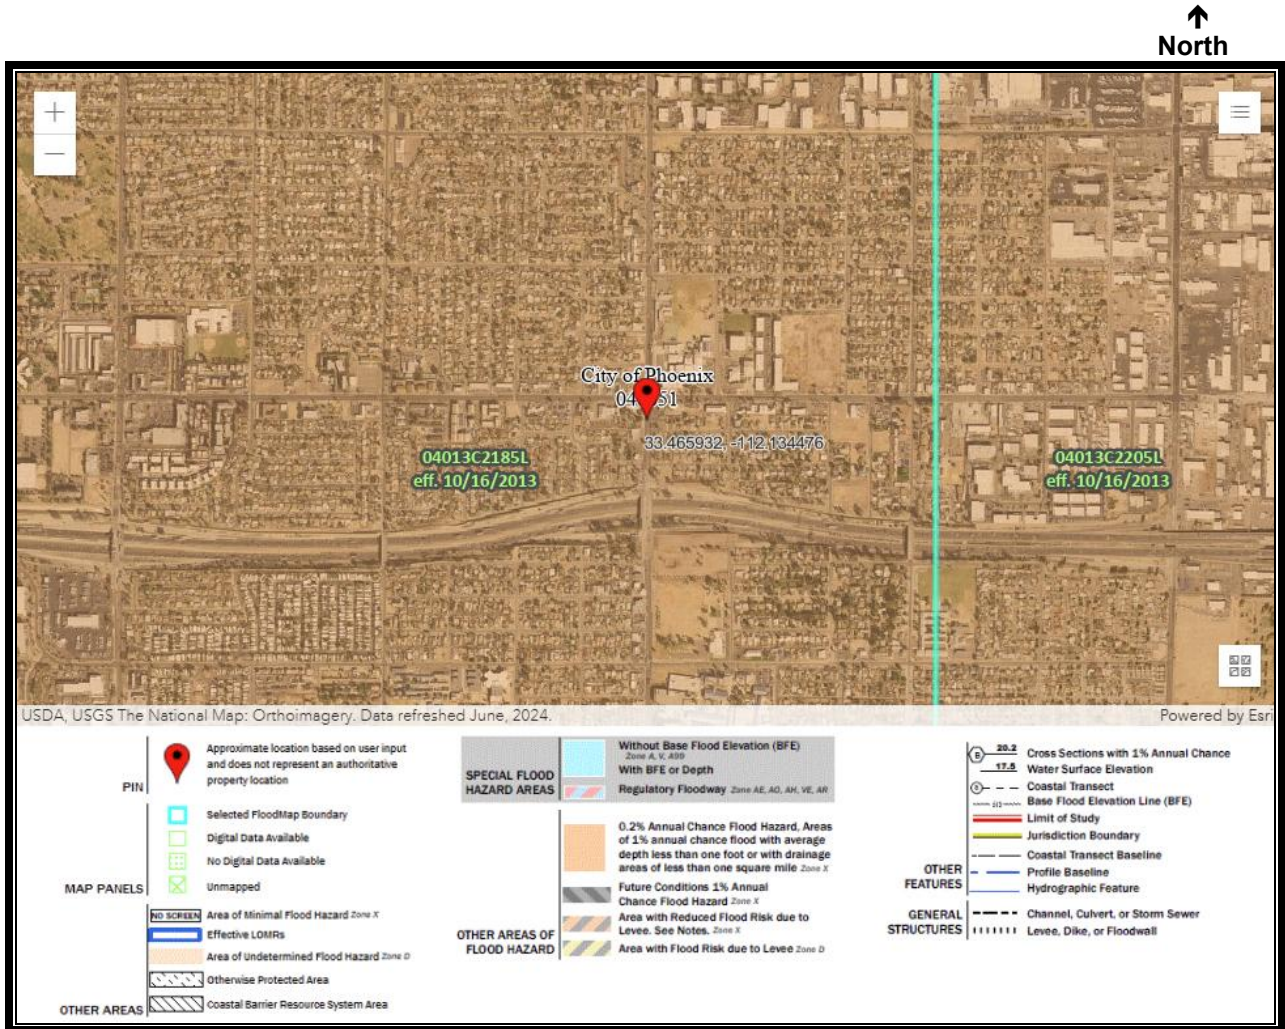 North
City of Phoenix
33.465932, -112.134476
04013C2185L
eff. 10/16/2013
04013C2205L
eff. 10/16/2013
USDA, USGS The National Map: Orthoimagery. Data refreshed June, 2024.
Powered by Esri
PIN
Approximate location based on user input
and does not represent an authoritative
property location
MAP PANELS
Selected FloodMap Boundary
Digital Data Available
No Digital Data Available
Unmapped
OTHER AREAS
NO SCREEN Area of Minimal Flood Hazard Zone X
Effective LOMRs
Area of Undetermined Flood Hazard Zone D
Otherwise Protected Area
Coastal Barrier Resource System Area
SPECIAL FLOOD
HAZARD AREAS
Without Base Flood Elevation (BFE)
Zone A, V, A99
With BFE or Depth
Regulatory Floodway Zone AE, AO, AH, VE, AR
OTHER AREAS OF
FLOOD HAZARD
0.2% Annual Chance Flood Hazard, Areas
of 1% annual chance flood with average
depth less than one foot or with drainage
areas of less than one square mile Zone X
Future Conditions 1% Annual
Chance Flood Hazard Zone X
Area with Reduced Flood Risk due to
Levee. See Notes. Zone X
Area with Flood Risk due to Levee Zone D
OTHER
FEATURES
B 20.2 Cross Sections with 1% Annual Chance
17.5 Water Surface Elevation
Coastal Transect
Base Flood Elevation Line (BFE)
Limit of Study
Jurisdiction Boundary
Coastal Transect Baseline
Profile Baseline
Hydrographic Feature
GENERAL
STRUCTURES
Channel, Culvert, or Storm Sewer
Levee, Dike, or Floodwall